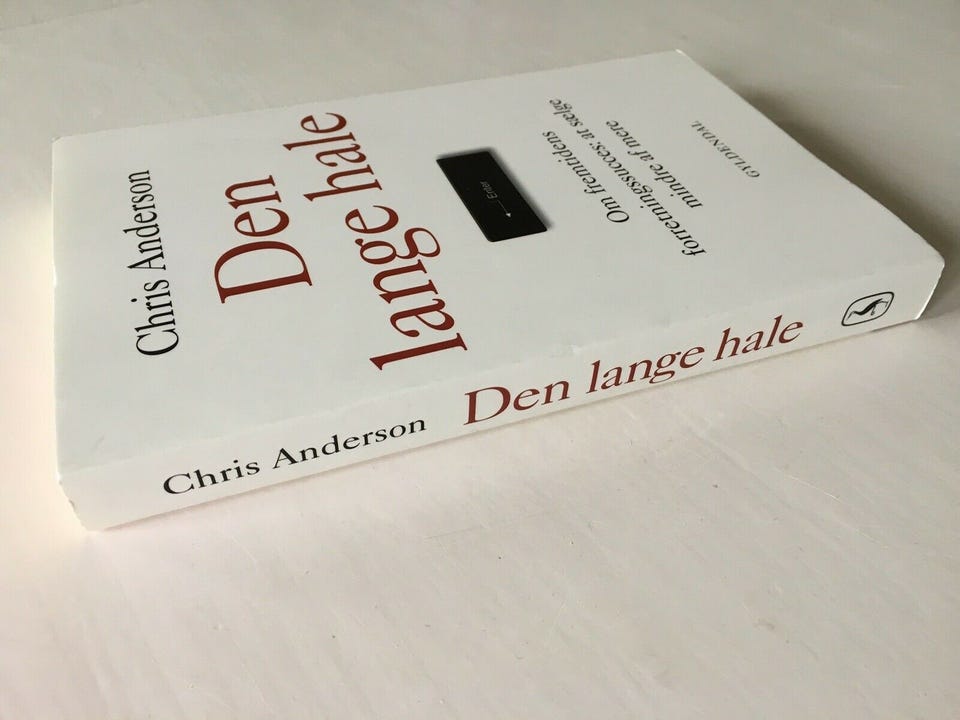 Chris Anderson
Den
lange hale
← Enter
Om fremtidens
forretningssucces: at sælge
mindre af mere
GYLDENDAL
Chris Anderson Den lange hale